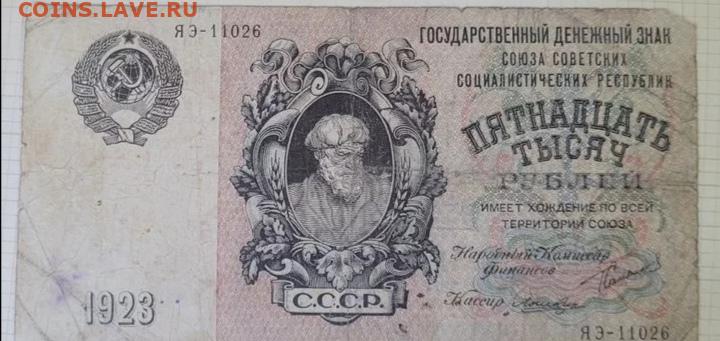 COINS.LAVE.RU
ЯЭ-11026
ГОСУДАРСТВЕННЫЙ ДЕНЕЖНЫЙ ЗНАК
СОЮЗА СОВЕТСКИХ
СОЦИАЛИСТИЧЕСКИХ РЕСПУБЛИК
ПЯТНАДЦАТЬ
ТЫСЯЧ
РУБЛЕЙ
ИМЕЕТ ХОЖДЕНИЕ ПО ВСЕЙ
ТЕРРИТОРИИ СОЮЗА
Народный Комиссар
финансов
Кассир
С.С.С.Р.
1923
ЯЭ-11026